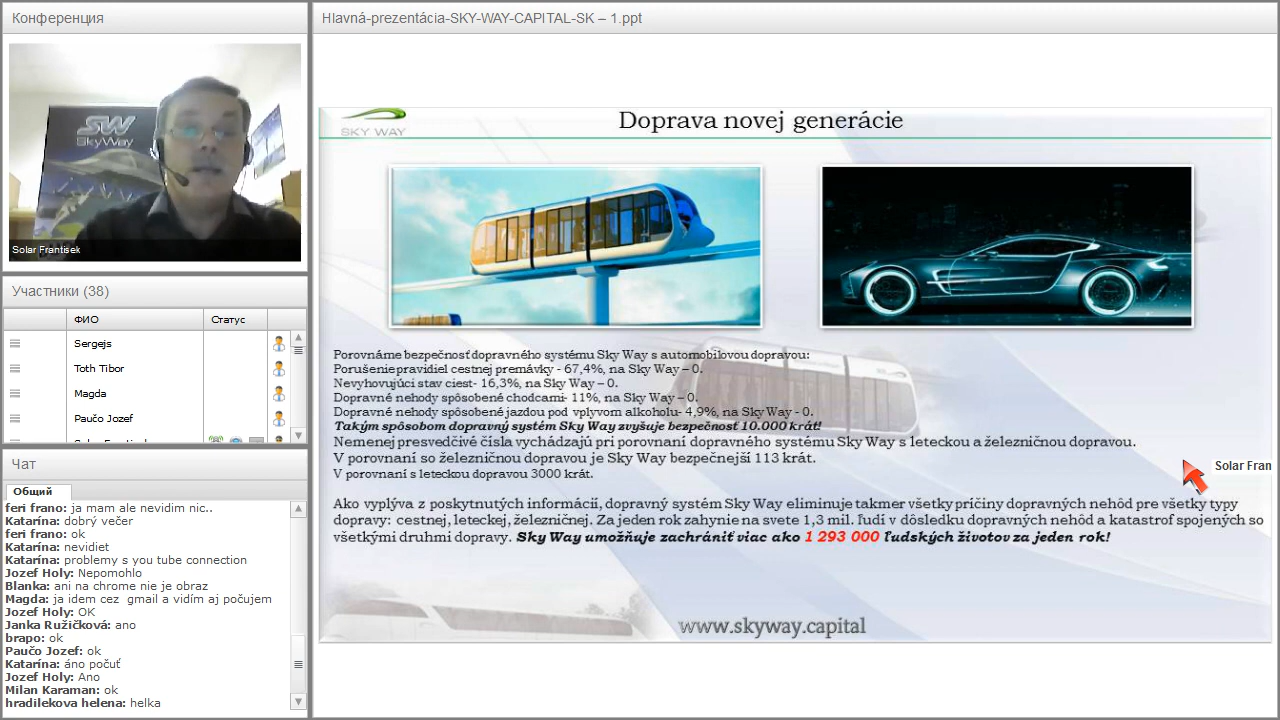 Конференция
SW
SkyWay
Solar Frantisek
Участники (38)
ФИО
Статус
Sergejs
Toth Tibor
Magda
Paučo Jozef
Чат
Общий
feri frano: ja mam ale nevidim nic..
Katarína: dobrý večer
feri frano: ok
Katarína: nevidiet
Katarína: problemy s you tube connection
Jozef Holy: Nepomohlo
Blanka: ani na chrome nie je obraz
Magda: ja idem cez gmail a vidím aj počujem
Jozef Holy: OK
Janka Ružičková: ano
brapo: ok
Paučo Jozef: ok
Katarína: áno počuť
Jozef Holy: Ano
Milan Karaman: ok
hradilekova helena: helka
Hlavná-prezentácia-SKY-WAY-CAPITAL-SK – 1.ppt
SKY WAY
Doprava novej generácie
Porovnáme bezpečnosť dopravného systému Sky Way s automobilovou dopravou:
Porušenie pravidiel cestnej premávky - 67,4%, na Sky Way – 0.
Nevyhovujúci stav ciest- 16,3%, na Sky Way – 0.
Dopravné nehody spôsobené chodcami- 11%, na Sky Way – 0.
Dopravné nehody spôsobené jazdou pod vplyvom alkoholu- 4,9%, na Sky Way - 0.
Takým spôsobom dopravný systém Sky Way zvyšuje bezpečnosť 10.000 krát!
Nemenej presvedčivé čísla vychádzajú pri porovnaní dopravného systému Sky Way s leteckou a železničnou dopravou.
V porovnaní so železničnou dopravou je Sky Way bezpečnejší 113 krát.
V porovnaní s leteckou dopravou 3000 krát.
Ako vyplýva z poskytnutých informácií, dopravný systém Sky Way eliminuje takmer všetky príčiny dopravných nehôd pre všetky typy
dopravy: cestnej, leteckej, železničnej. Za jeden rok zahynie na svete 1,3 mil. ľudí v dôsledku dopravných nehôd a katastrof spojených so
všetkými druhmi dopravy. Sky Way umožňuje zachrániť viac ako 1 293 000 ľudských životov za jeden rok!
Solar Fran
www.skyway.capital